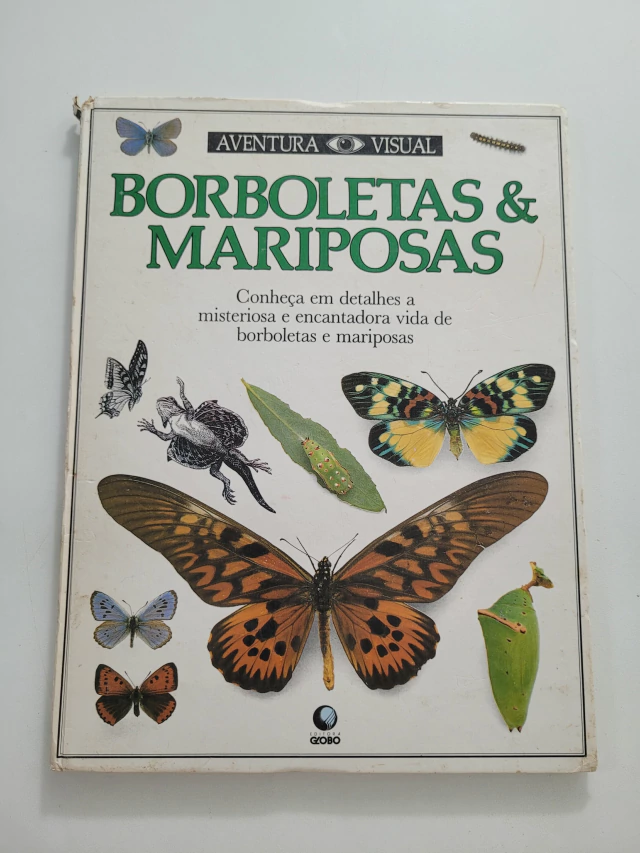 AVENTURA VISUAL
BORBOLETAS &
MARIPOSAS
Conheça em detalhes a
misteriosa e encantadora vida de
borboletas e mariposas
EDITORA
GLOBO